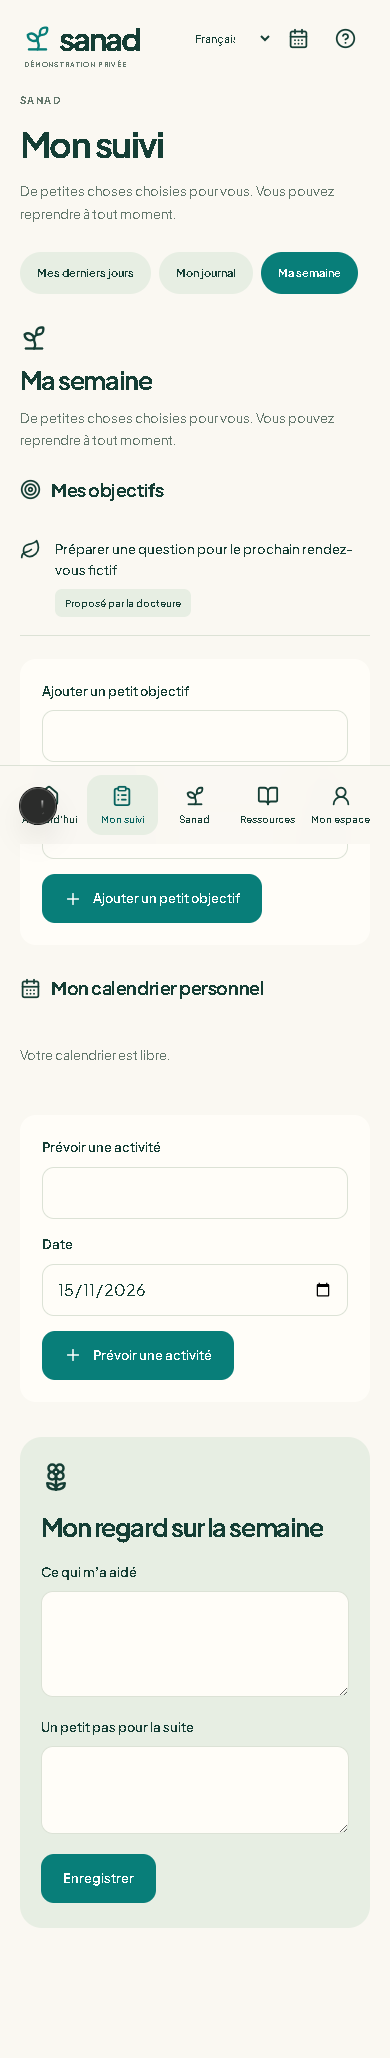 sanad
DÉMONSTRATION PRIVÉE
Français
SANAD
Mon suivi
De petites choses choisies pour vous. Vous pouvez
reprendre à tout moment.
Mes derniers jours
Mon journal
Ma semaine
Ma semaine
De petites choses choisies pour vous. Vous pouvez
reprendre à tout moment.
Mes objectifs
Préparer une question pour le prochain rendez-
vous fictif
Proposé par la docteure
Ajouter un petit objectif
Mon suivi
Sanad
Ressources
Mon espace
Ajouter un petit objectif
Mon calendrier personnel
Votre calendrier est libre.
Prévoir une activité
Date
15/11/2026
Prévoir une activité
Mon regard sur la semaine
Ce qui m’a aidé
Un petit pas pour la suite
Enregistrer